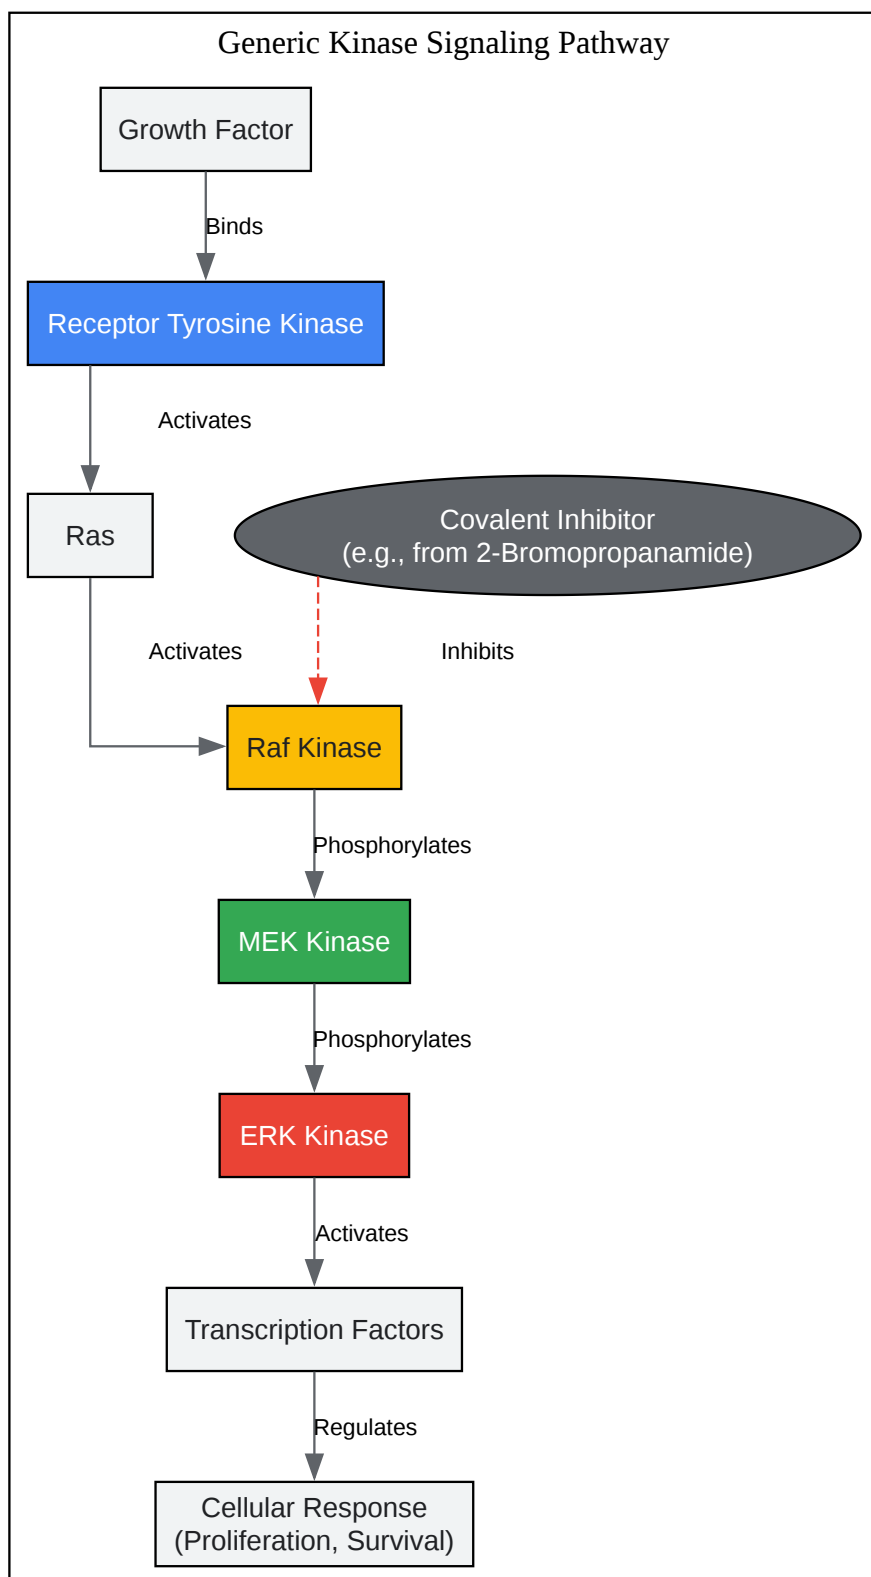 Generic Kinase Signaling Pathway
Growth Factor
Binds
Receptor Tyrosine Kinase
Activates
Ras
Covalent Inhibitor
(e.g., from 2-Bromopropanamide)
Activates
Inhibits
Raf Kinase
Phosphorylates
MEK Kinase
Phosphorylates
ERK Kinase
Activates
Transcription Factors
Regulates
Cellular Response
(Proliferation, Survival)